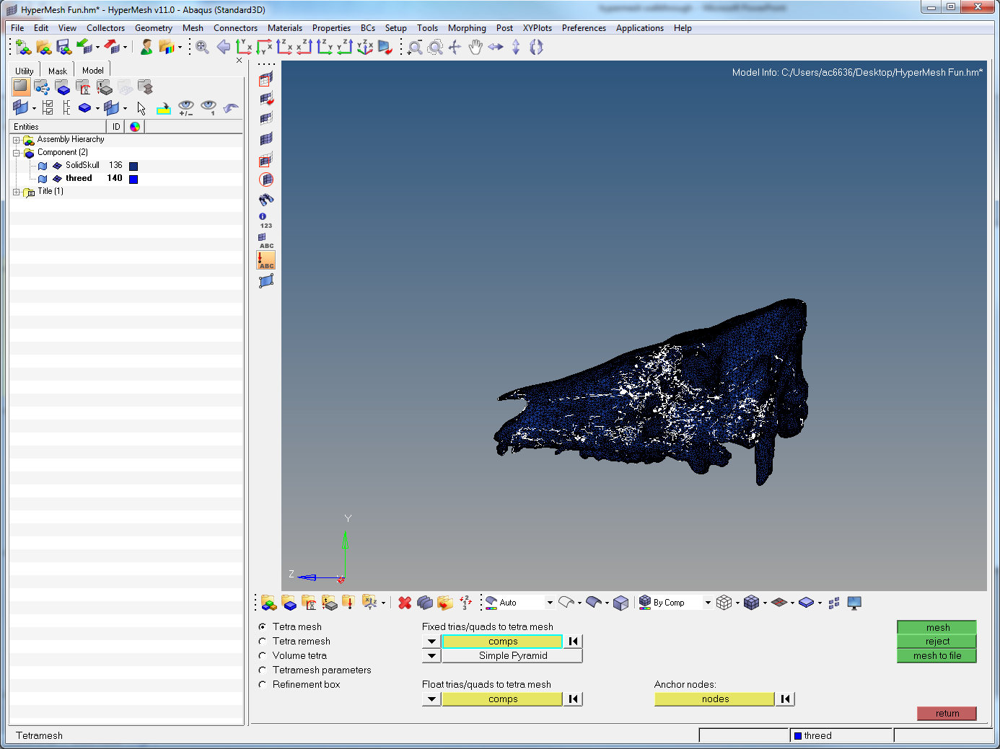 HyperMesh Fun.hm* - HyperMesh v11.0 - Abaqus (Standard3D)
hypermesh walkthrough - Microsoft PowerPoint
File Edit View Collectors Geometry Mesh Connectors Materials Properties BCs Setup Tools Morphing Post XYPlots Preferences Applications Help
Utility Mask Model
Model Info: C:/Users/ac6636/Desktop/HyperMesh Fun.hm*
Entities ID
Assembly Hierarchy
Component (2)
SolidSkull 136
threed 140
Title (1)
123
ABC
ABC
Y
Z
Auto
By Comp
Tetra mesh
Tetra remesh
Volume tetra
Tetramesh parameters
Refinement box
Fixed trias/quads to tetra mesh
comps
Simple Pyramid
Float trias/quads to tetra mesh
comps
Anchor nodes:
nodes
mesh
reject
mesh to file
return
Tetramesh
threed